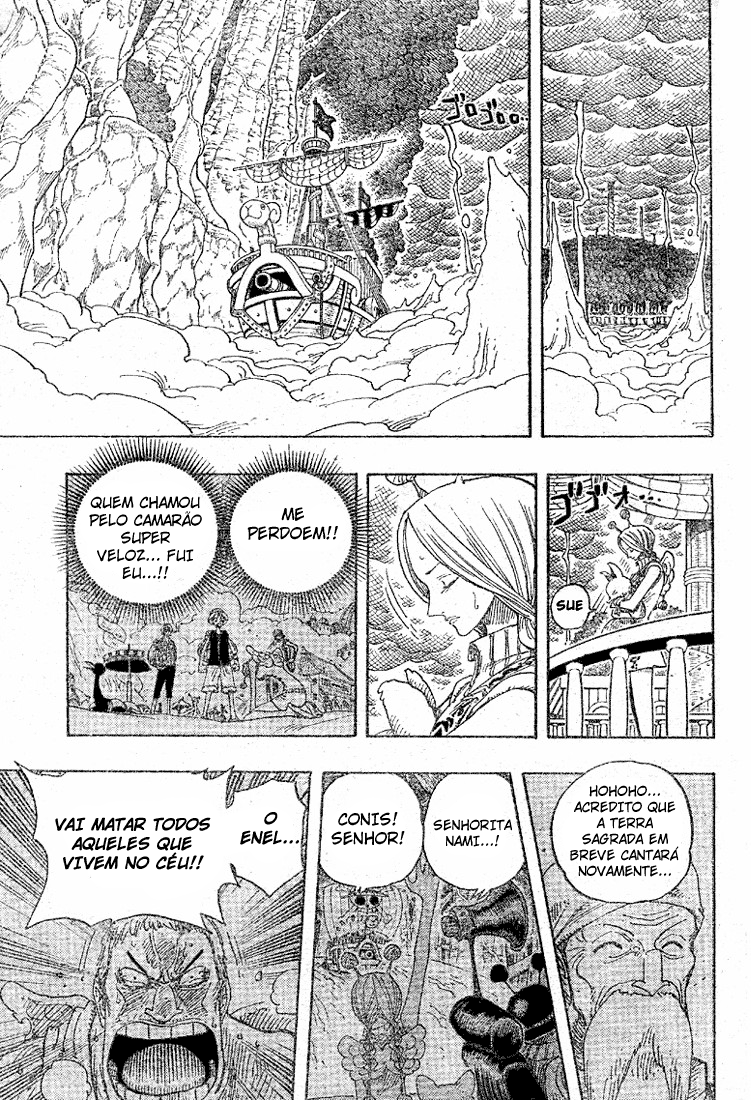 ゴロゴロ...
ゴゴオ...
SUE
ME
PERDOEM!!
QUEM CHAMOU
PELO CAMARÃO
SUPER
VELOZ... FUI
EU...!!
HOHOHO...
ACREDITO QUE
A TERRA
SAGRADA EM
BREVE CANTARÁ
NOVAMENTE...
SENHORITA
NAMI...!
CONIS!
SENHOR!
O
ENEL...
VAI MATAR TODOS
AQUELES QUE
VIVEM NO CÉU!!